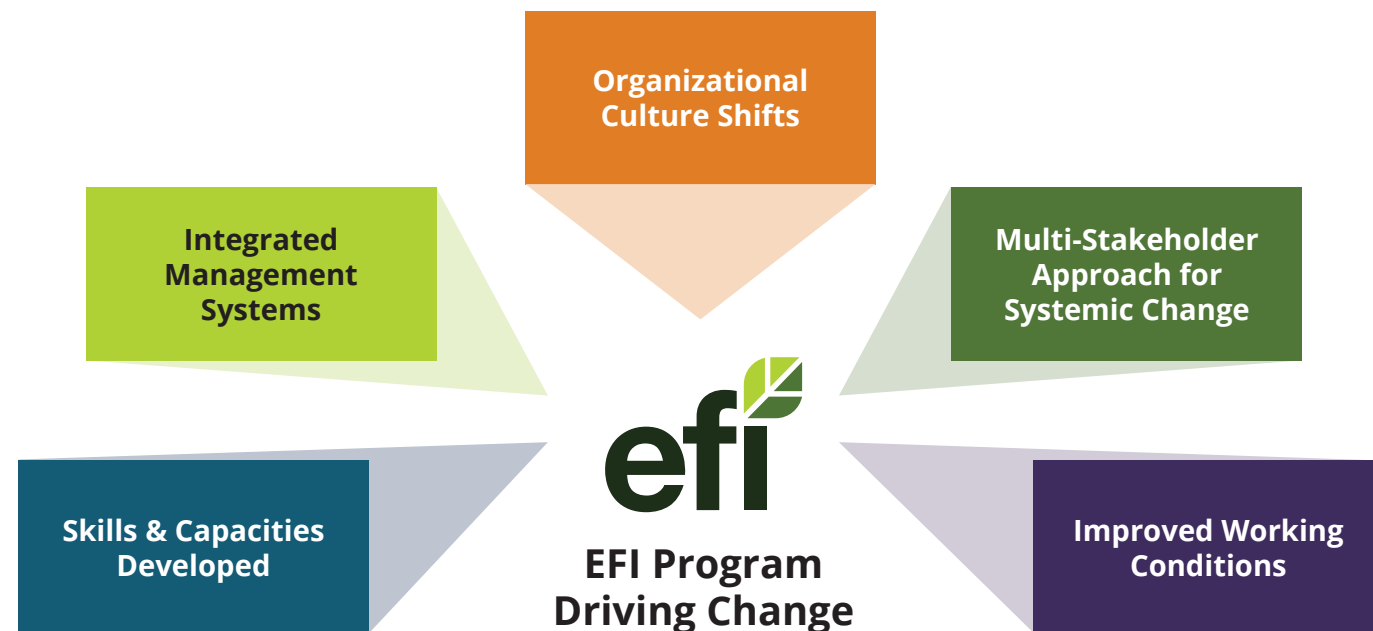 Organizational
Culture Shifts
Integrated
Management
Systems
Multi-Stakeholder
Approach for
Systemic Change
Skills & Capacities
Developed
efi
EFI Program
Driving Change
Improved Working
Conditions